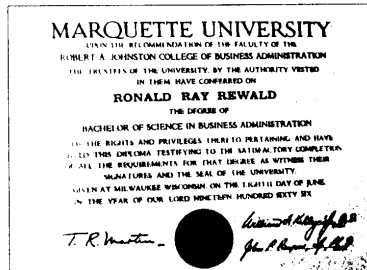 MARQUETTE UNIVERSITY
UPON THE RECOMMENDATION OF THE FACULTY OF THE
ROBERT A. JOHNSTON COLLEGE OF BUSINESS ADMINISTRATION
THE TRUSTEES OF THE UNIVERSITY, BY THE AUTHORITY VESTED
IN THEM HAVE CONFERRED ON
RONALD RAY REWALD
THE DEGREE OF
BACHELOR OF SCIENCE IN BUSINESS ADMINISTRATION
THE RIGHTS AND PRIVILEGES THERETO PERTAINING AND HAVE
THIS DIPLOMA TESTIFYING TO THE SATISFACTORY COMPLETION
ALL THE REQUIREMENTS FOR THAT DEGREE AS WITNESS THEIR
SIGNATURES AND THE SEAL OF THE UNIVERSITY.
GIVEN AT MILWAUKEE WISCONSIN ON THE EIGHTH DAY OF JUNE
IN THE YEAR OF OUR LORD NINETEEN HUNDRED SIXTY SIX
William
T. R. Martin
John P.